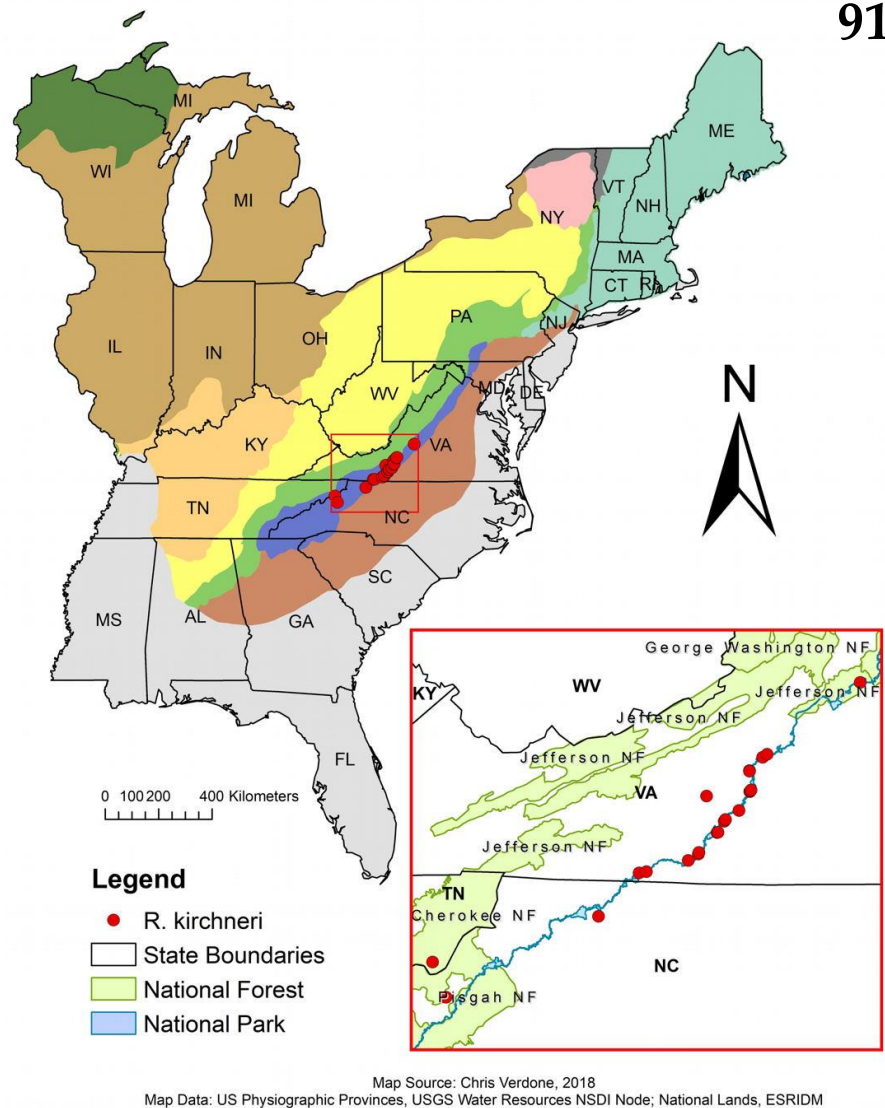 91
MI
ME
WI
VT
MI
NH
NY
MA
CT
RI
PA
NJ
IL
IN
OH
MD
DE
WV
KY
VA
TN
NC
SC
MS
AL
GA
FL
N
0 100 200 400 Kilometers
Legend
R. kirchneri
State Boundaries
National Forest
National Park
George Washington NF
KY
WV
Jefferson NF
Jefferson NF
Jefferson NF
VA
Jefferson NF
TN
Cherokee NF
NC
Pisgah NF
Map Source: Chris Verdone, 2018
Map Data: US Physiographic Provinces, USGS Water Resources NSDI Node; National Lands, ESRIDM